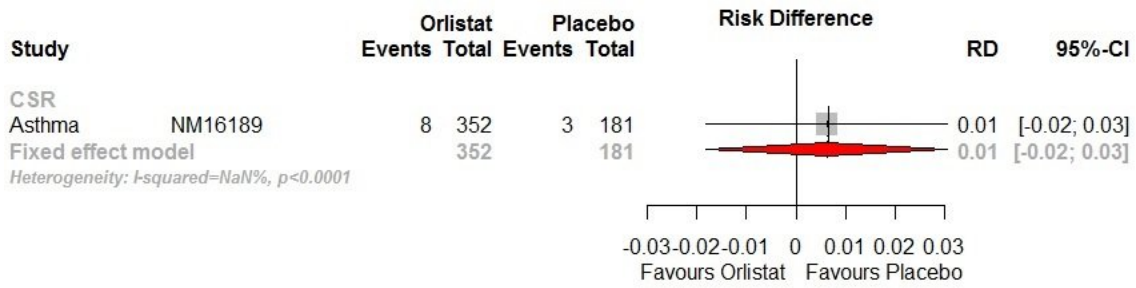 Orlistat Placebo Risk Difference
Study Events Total Events Total RD 95%-CI
CSR
Asthma NM16189 8 352 3 181 0.01 [-0.02; 0.03]
Fixed effect model 352 181 0.01 [-0.02; 0.03]
Heterogeneity: I-squared=NaN%, p<0.0001
-0.03 -0.02 -0.01 0 0.01 0.02 0.03
Favours Orlistat Favours Placebo